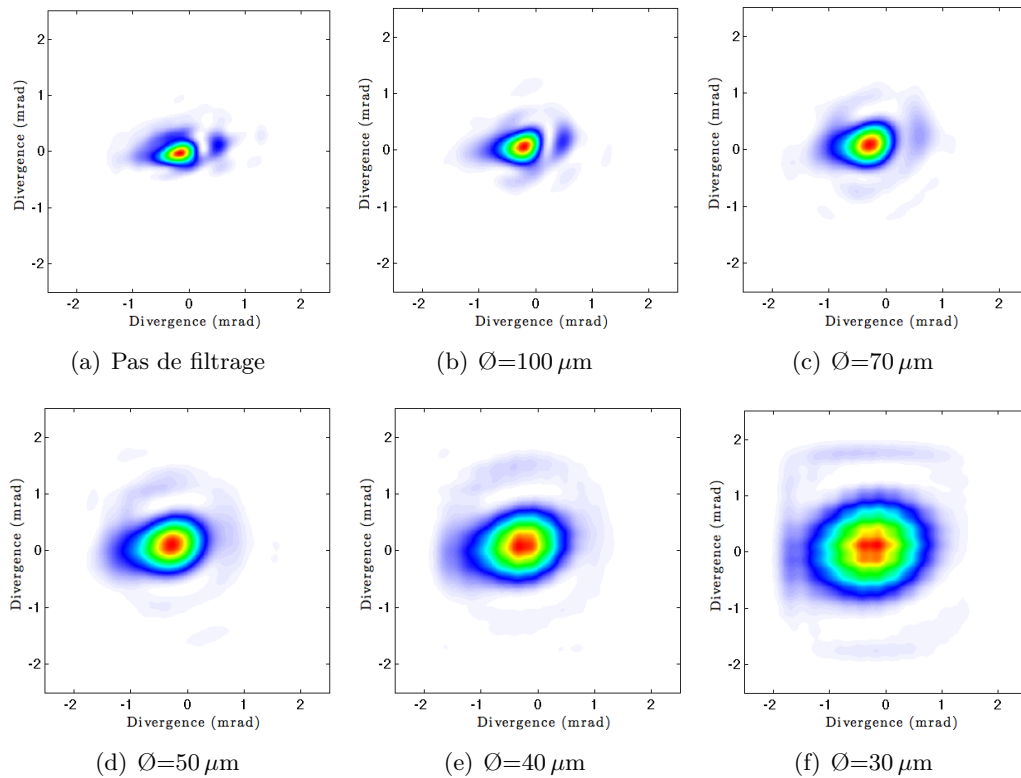 Divergence (mrad)
2
1
0
-1
-2
-2 -1 0 1 2
Divergence (mrad)
(a) Pas de filtrage
Divergence (mrad)
2
1
0
-1
-2
-2 -1 0 1 2
Divergence (mrad)
(b) Ø=100 μm
Divergence (mrad)
2
1
0
-1
-2
-2 -1 0 1 2
Divergence (mrad)
(c) Ø=70 μm
Divergence (mrad)
2
1
0
-1
-2
-2 -1 0 1 2
Divergence (mrad)
(d) Ø=50 μm
Divergence (mrad)
2
1
0
-1
-2
-2 -1 0 1 2
Divergence (mrad)
(e) Ø=40 μm
Divergence (mrad)
2
1
0
-1
-2
-2 -1 0 1 2
Divergence (mrad)
(f) Ø=30 μm